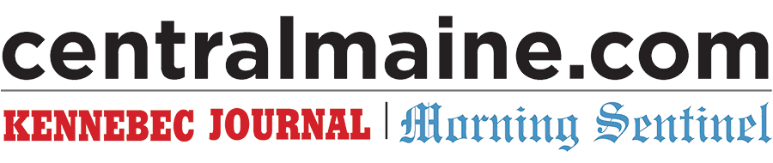 centralmaine.com
KENNEBEC JOURNAL | Morning Sentinel